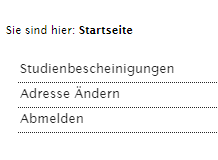 Sie sind hier: Startseite
Studienbescheinigungen
Adresse Ändern
Abmelden